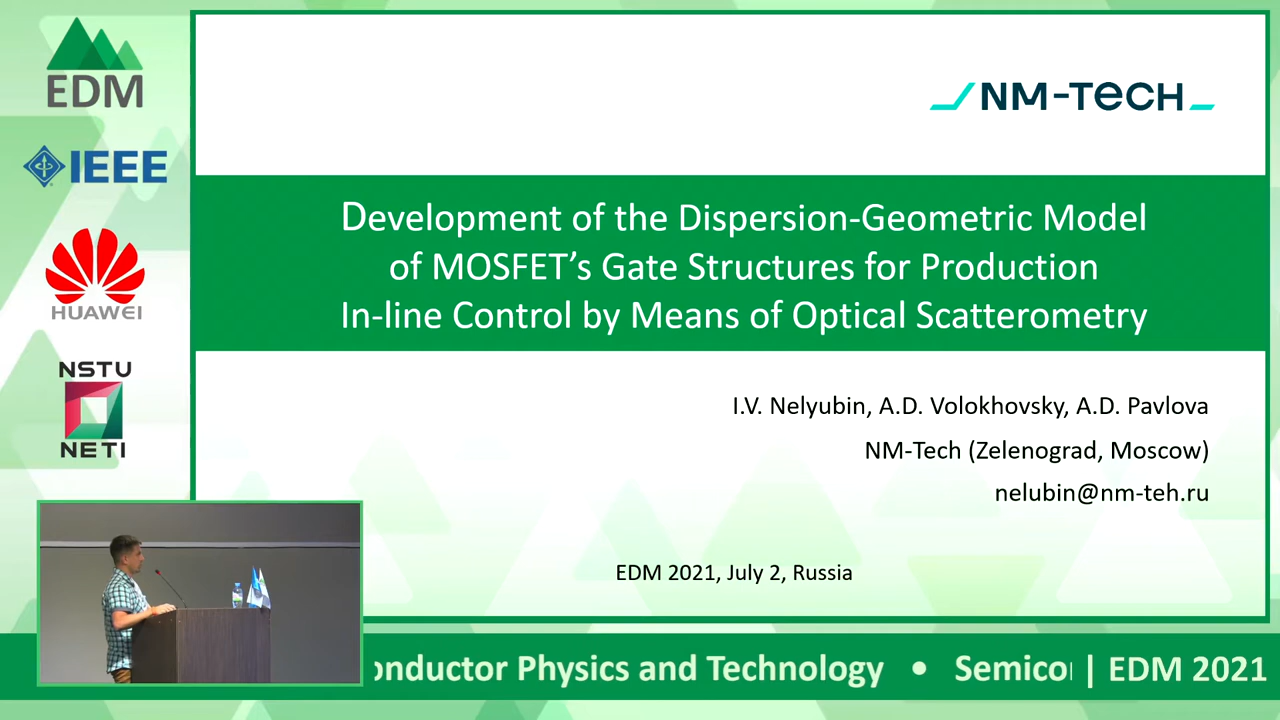 EDM
IEEE
HUAWEI
NSTU
NETI
NM-TECH
Development of the Dispersion-Geometric Model
of MOSFET’s Gate Structures for Production
In-line Control by Means of Optical Scatterometry
I.V. Nelyubin, A.D. Volokhovsky, A.D. Pavlova
NM-Tech (Zelenograd, Moscow)
nelubin@nm-teh.ru
EDM 2021, July 2, Russia
onductor Physics and Technology • Semico | EDM 2021